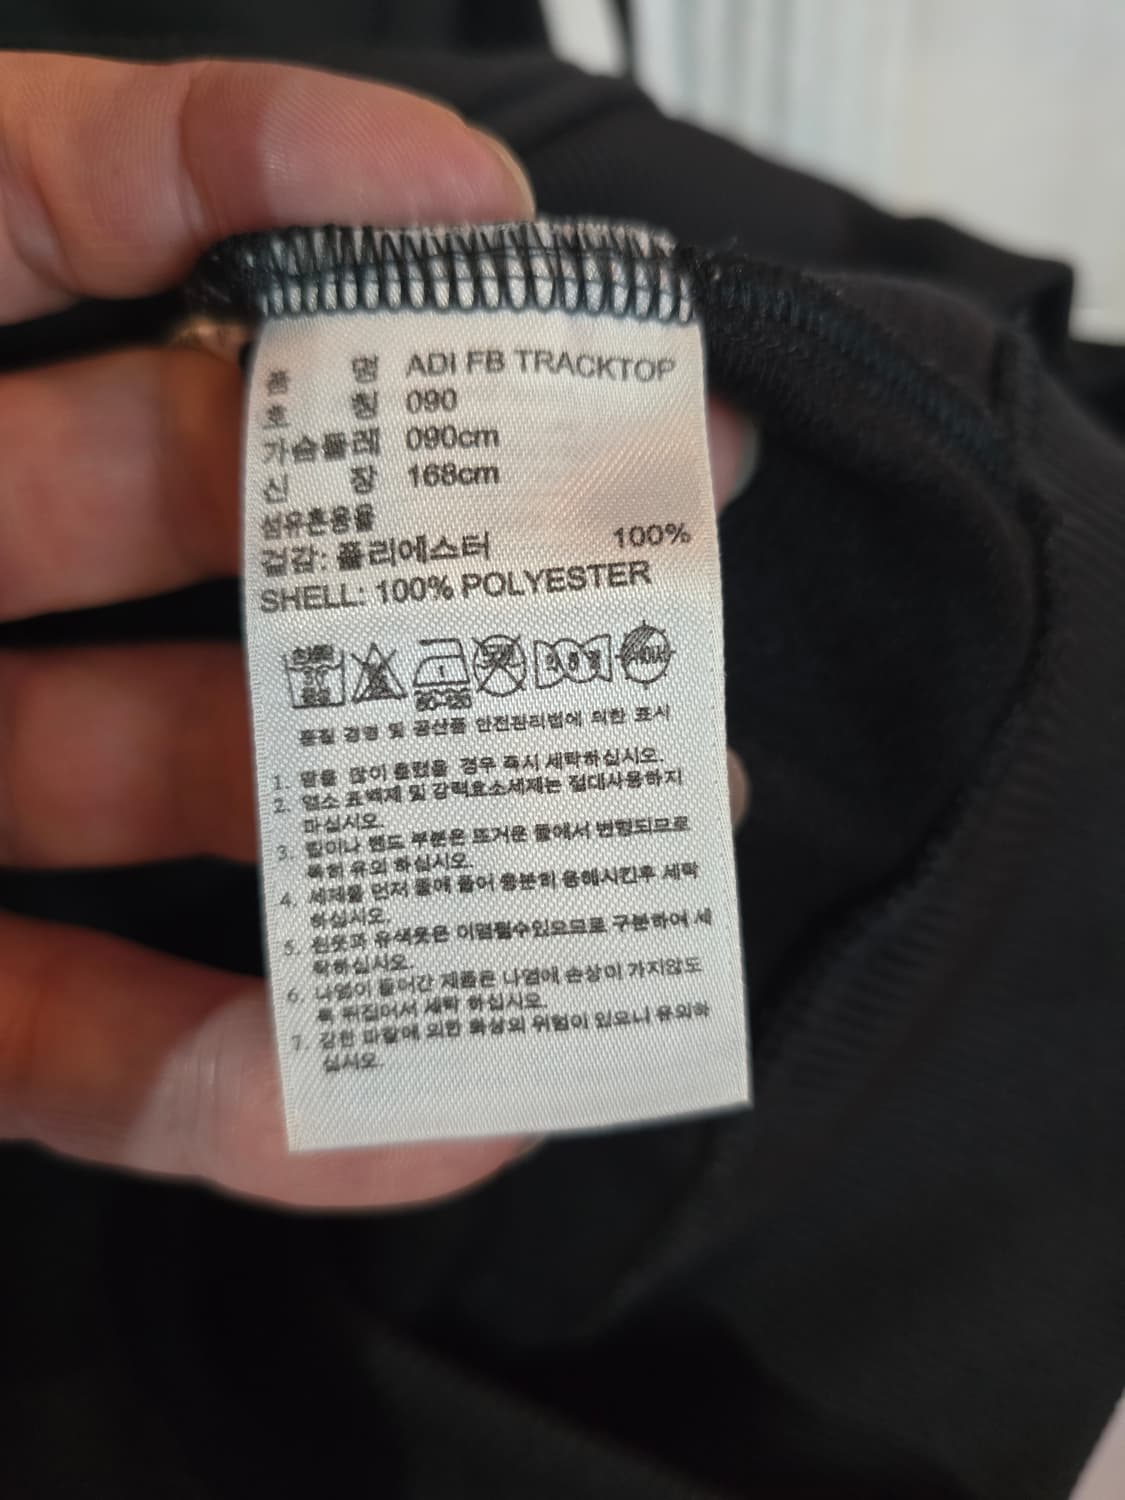 품 명 ADI FB TRACKTOP
호 칭 090
가슴둘레 090cm
신 장 168cm
섬유혼용율
겉감: 폴리에스터 100%
SHELL: 100% POLYESTER
80~120
품질 경영 및 공산품 안전관리법에 의한 표시
1. 땀을 많이 흘렸을 경우 즉시 세탁하십시오.
2. 염소 표백제 및 강력효소세제는 절대사용하지
마십시오.
3. 칼라나 밴드 부분은 뜨거운 물에서 변형되므로
특히 유의 하십시오.
4. 세제를 먼저 물에 풀어 충분히 용해시킨후 세탁
하십시오.
5. 흰옷과 유색옷은 이염될수있으므로 구분하여 세
탁하십시오.
6. 나염이 들어간 제품은 나염에 손상이 가지않도
록 뒤집어서 세탁 하십시오.
7. 강한 마찰에 의한 화상의 위험이 있으니 유의하
십시오.